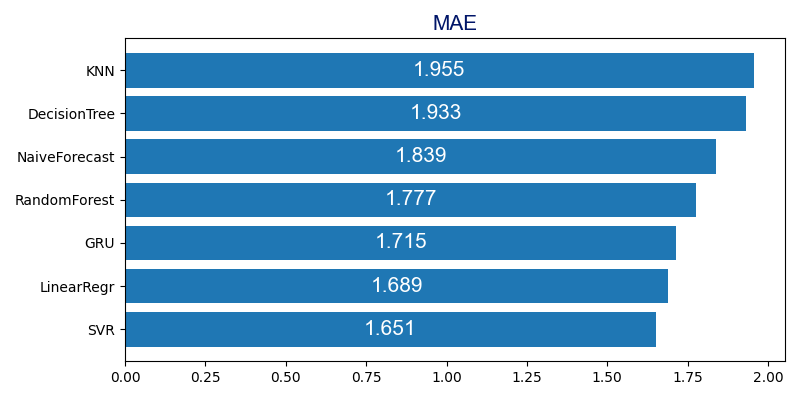 MAE
KNN 1.955
DecisionTree 1.933
NaiveForecast 1.839
RandomForest 1.777
GRU 1.715
LinearRegr 1.689
SVR 1.651
0.00 0.25 0.50 0.75 1.00 1.25 1.50 1.75 2.00